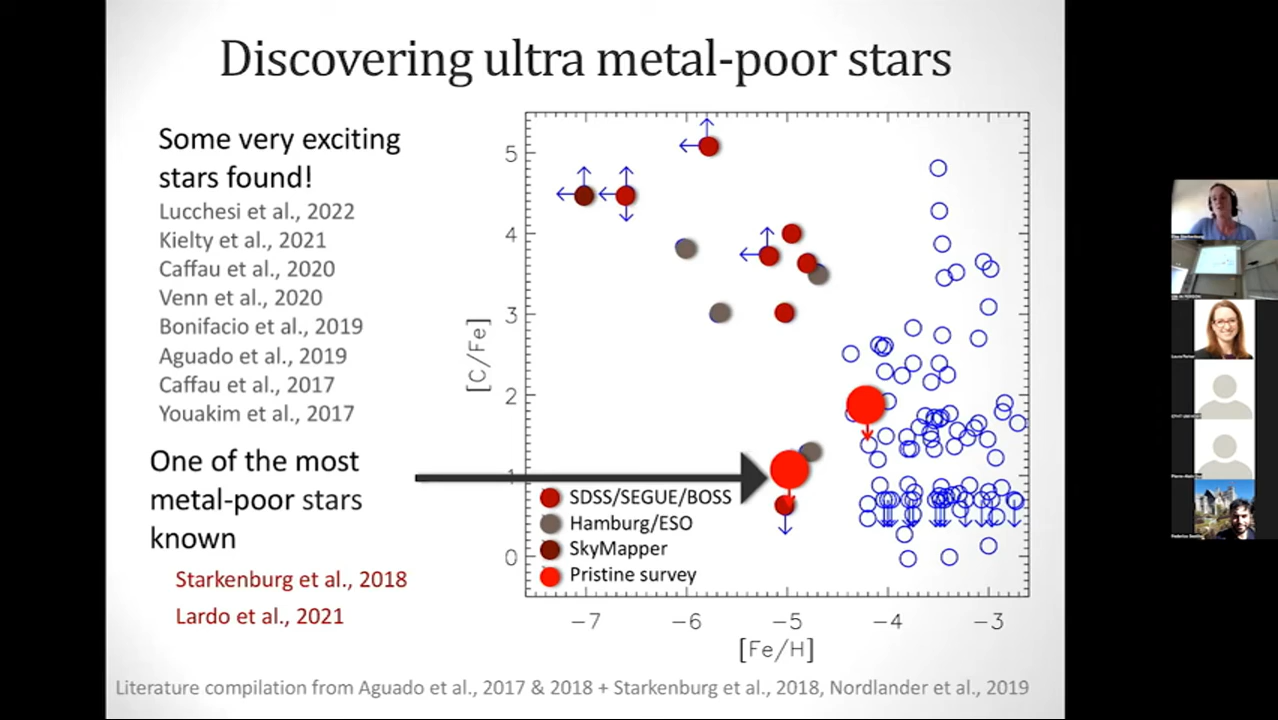 Discovering ultra metal-poor stars
Some very exciting
stars found!
Lucchesi et al., 2022
Kielty et al., 2021
Caffau et al., 2020
Venn et al., 2020
Bonifacio et al., 2019
Aguado et al., 2019
Caffau et al., 2017
Youakim et al., 2017
One of the most
metal-poor stars
known
Starkenburg et al., 2018
Lardo et al., 2021
[C/Fe]
5
4
3
2
1
0
SDSS/SEGUE/BOSS
Hamburg/ESO
SkyMapper
Pristine survey
−7 −6 −5 −4 −3
[Fe/H]
Literature compilation from Aguado et al., 2017 & 2018 + Starkenburg et al., 2018, Nordlander et al., 2019